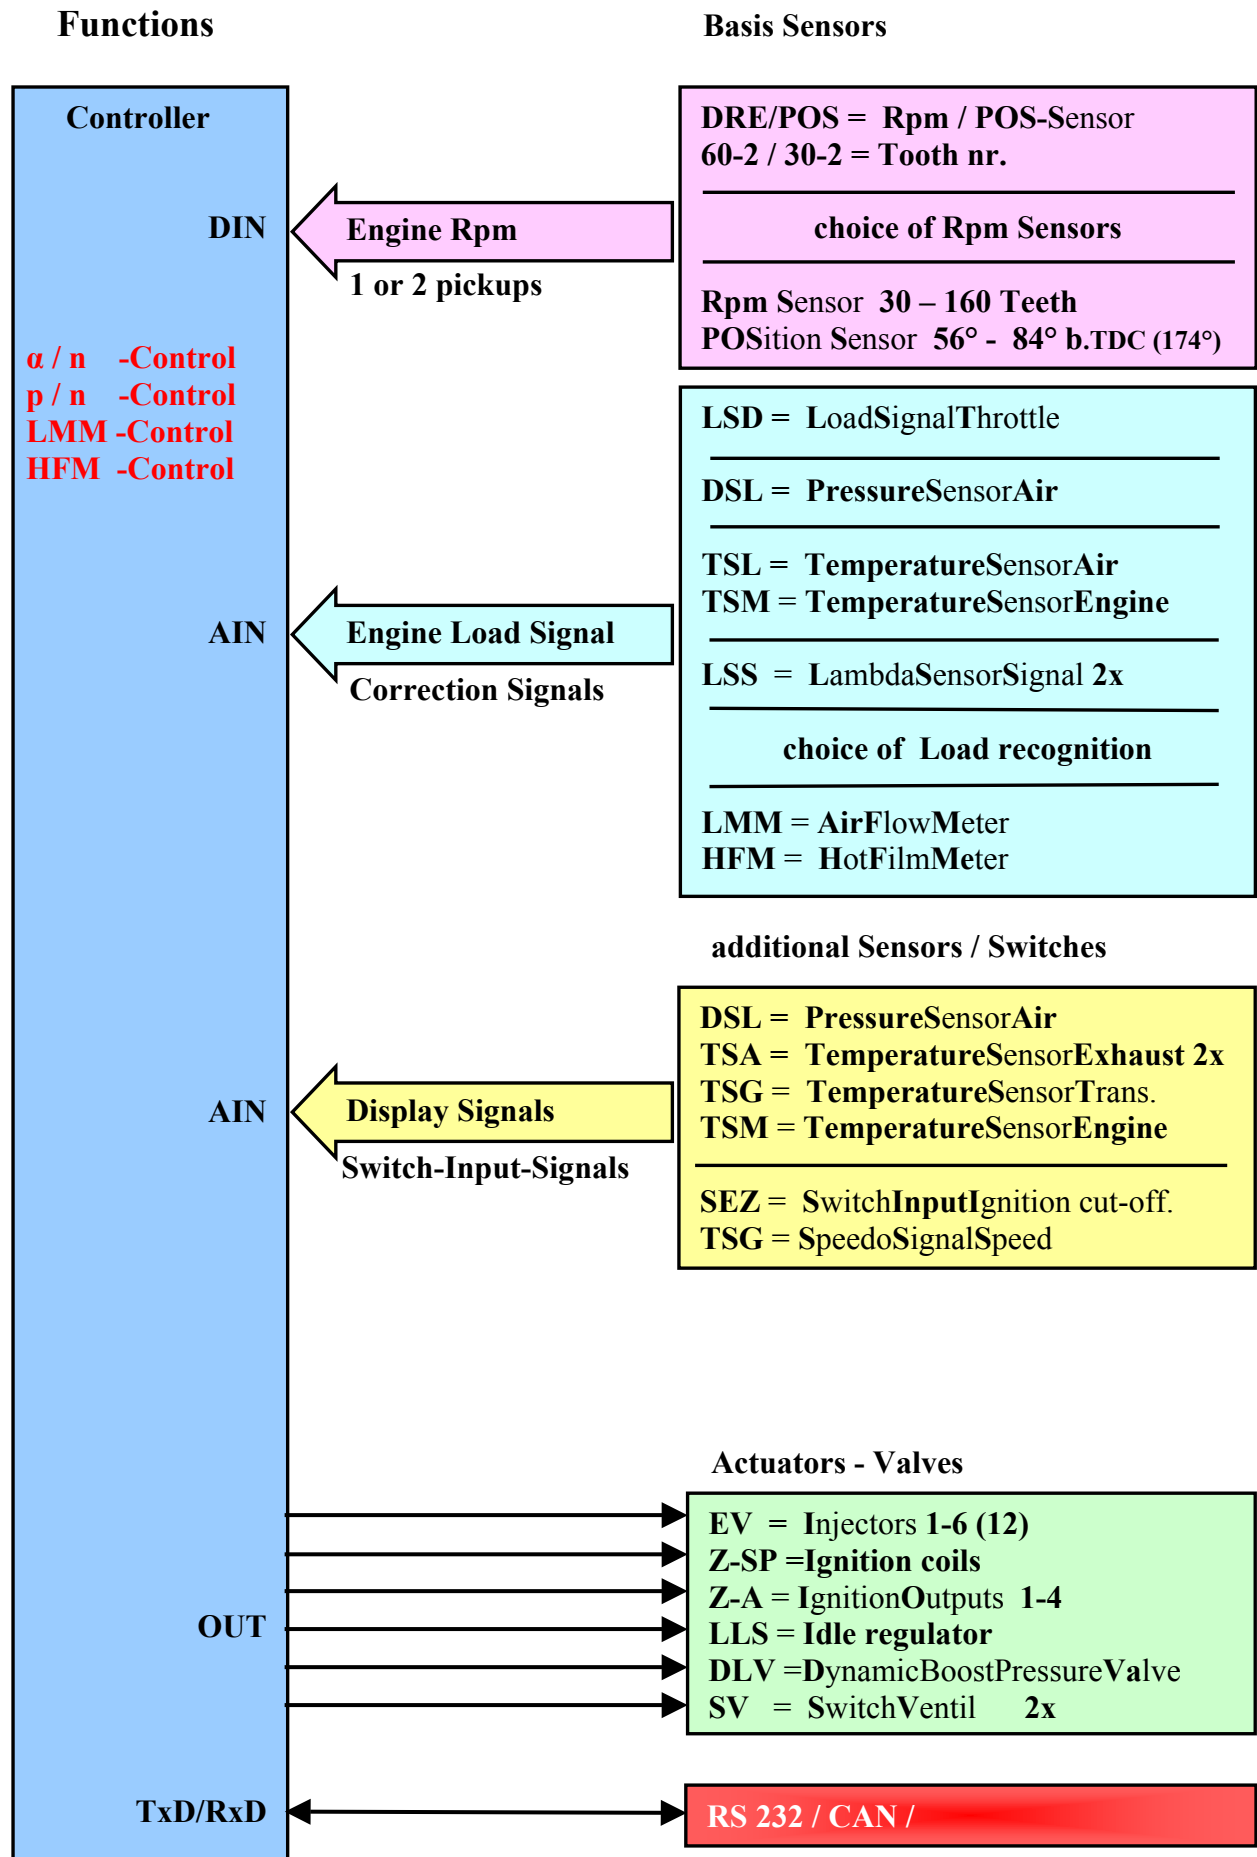 Functions
Basis Sensors
Controller
DRE/POS = Rpm / POS-Sensor
60-2 / 30-2 = Tooth nr.
DIN
Engine Rpm
1 or 2 pickups
choice of Rpm Sensors
Rpm Sensor 30 – 160 Teeth
POSition Sensor 56° - 84° b.TDC (174°)
α / n -Control
p / n -Control
LMM -Control
HFM -Control
LSD = LoadSignalThrottle
DSL = PressureSensorAir
TSL = TemperatureSensorAir
TSM = TemperatureSensorEngine
AIN
Engine Load Signal
Correction Signals
LSS = LambdaSensorSignal 2x
choice of Load recognition
LMM = AirFlowMeter
HFM = HotFilmMeter
additional Sensors / Switches
DSL = PressureSensorAir
TSA = TemperatureSensorExhaust 2x
TSG = TemperatureSensorTrans.
TSM = TemperatureSensorEngine
AIN
Display Signals
Switch-Input-Signals
SEZ = SwitchInputIgnition cut-off.
TSG = SpeedoSignalSpeed
Actuators - Valves
EV = Injectors 1-6 (12)
Z-SP =Ignition coils
Z-A = IgnitionOutputs 1-4
LLS = Idle regulator
DLV =DynamicBoostPressureValve
SV = SwitchVentil 2x
OUT
TxD/RxD
RS 232 / CAN /